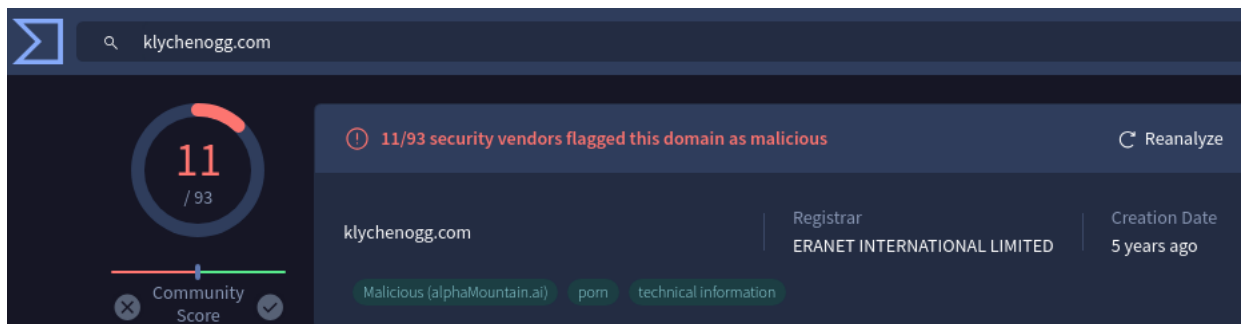 klychenogg.com
11
/ 93
Community
Score
11/93 security vendors flagged this domain as malicious
Reanalyze
klychenogg.com
Registrar
ERANET INTERNATIONAL LIMITED
Creation Date
5 years ago
Malicious (alphaMountain.ai)
porn
technical information